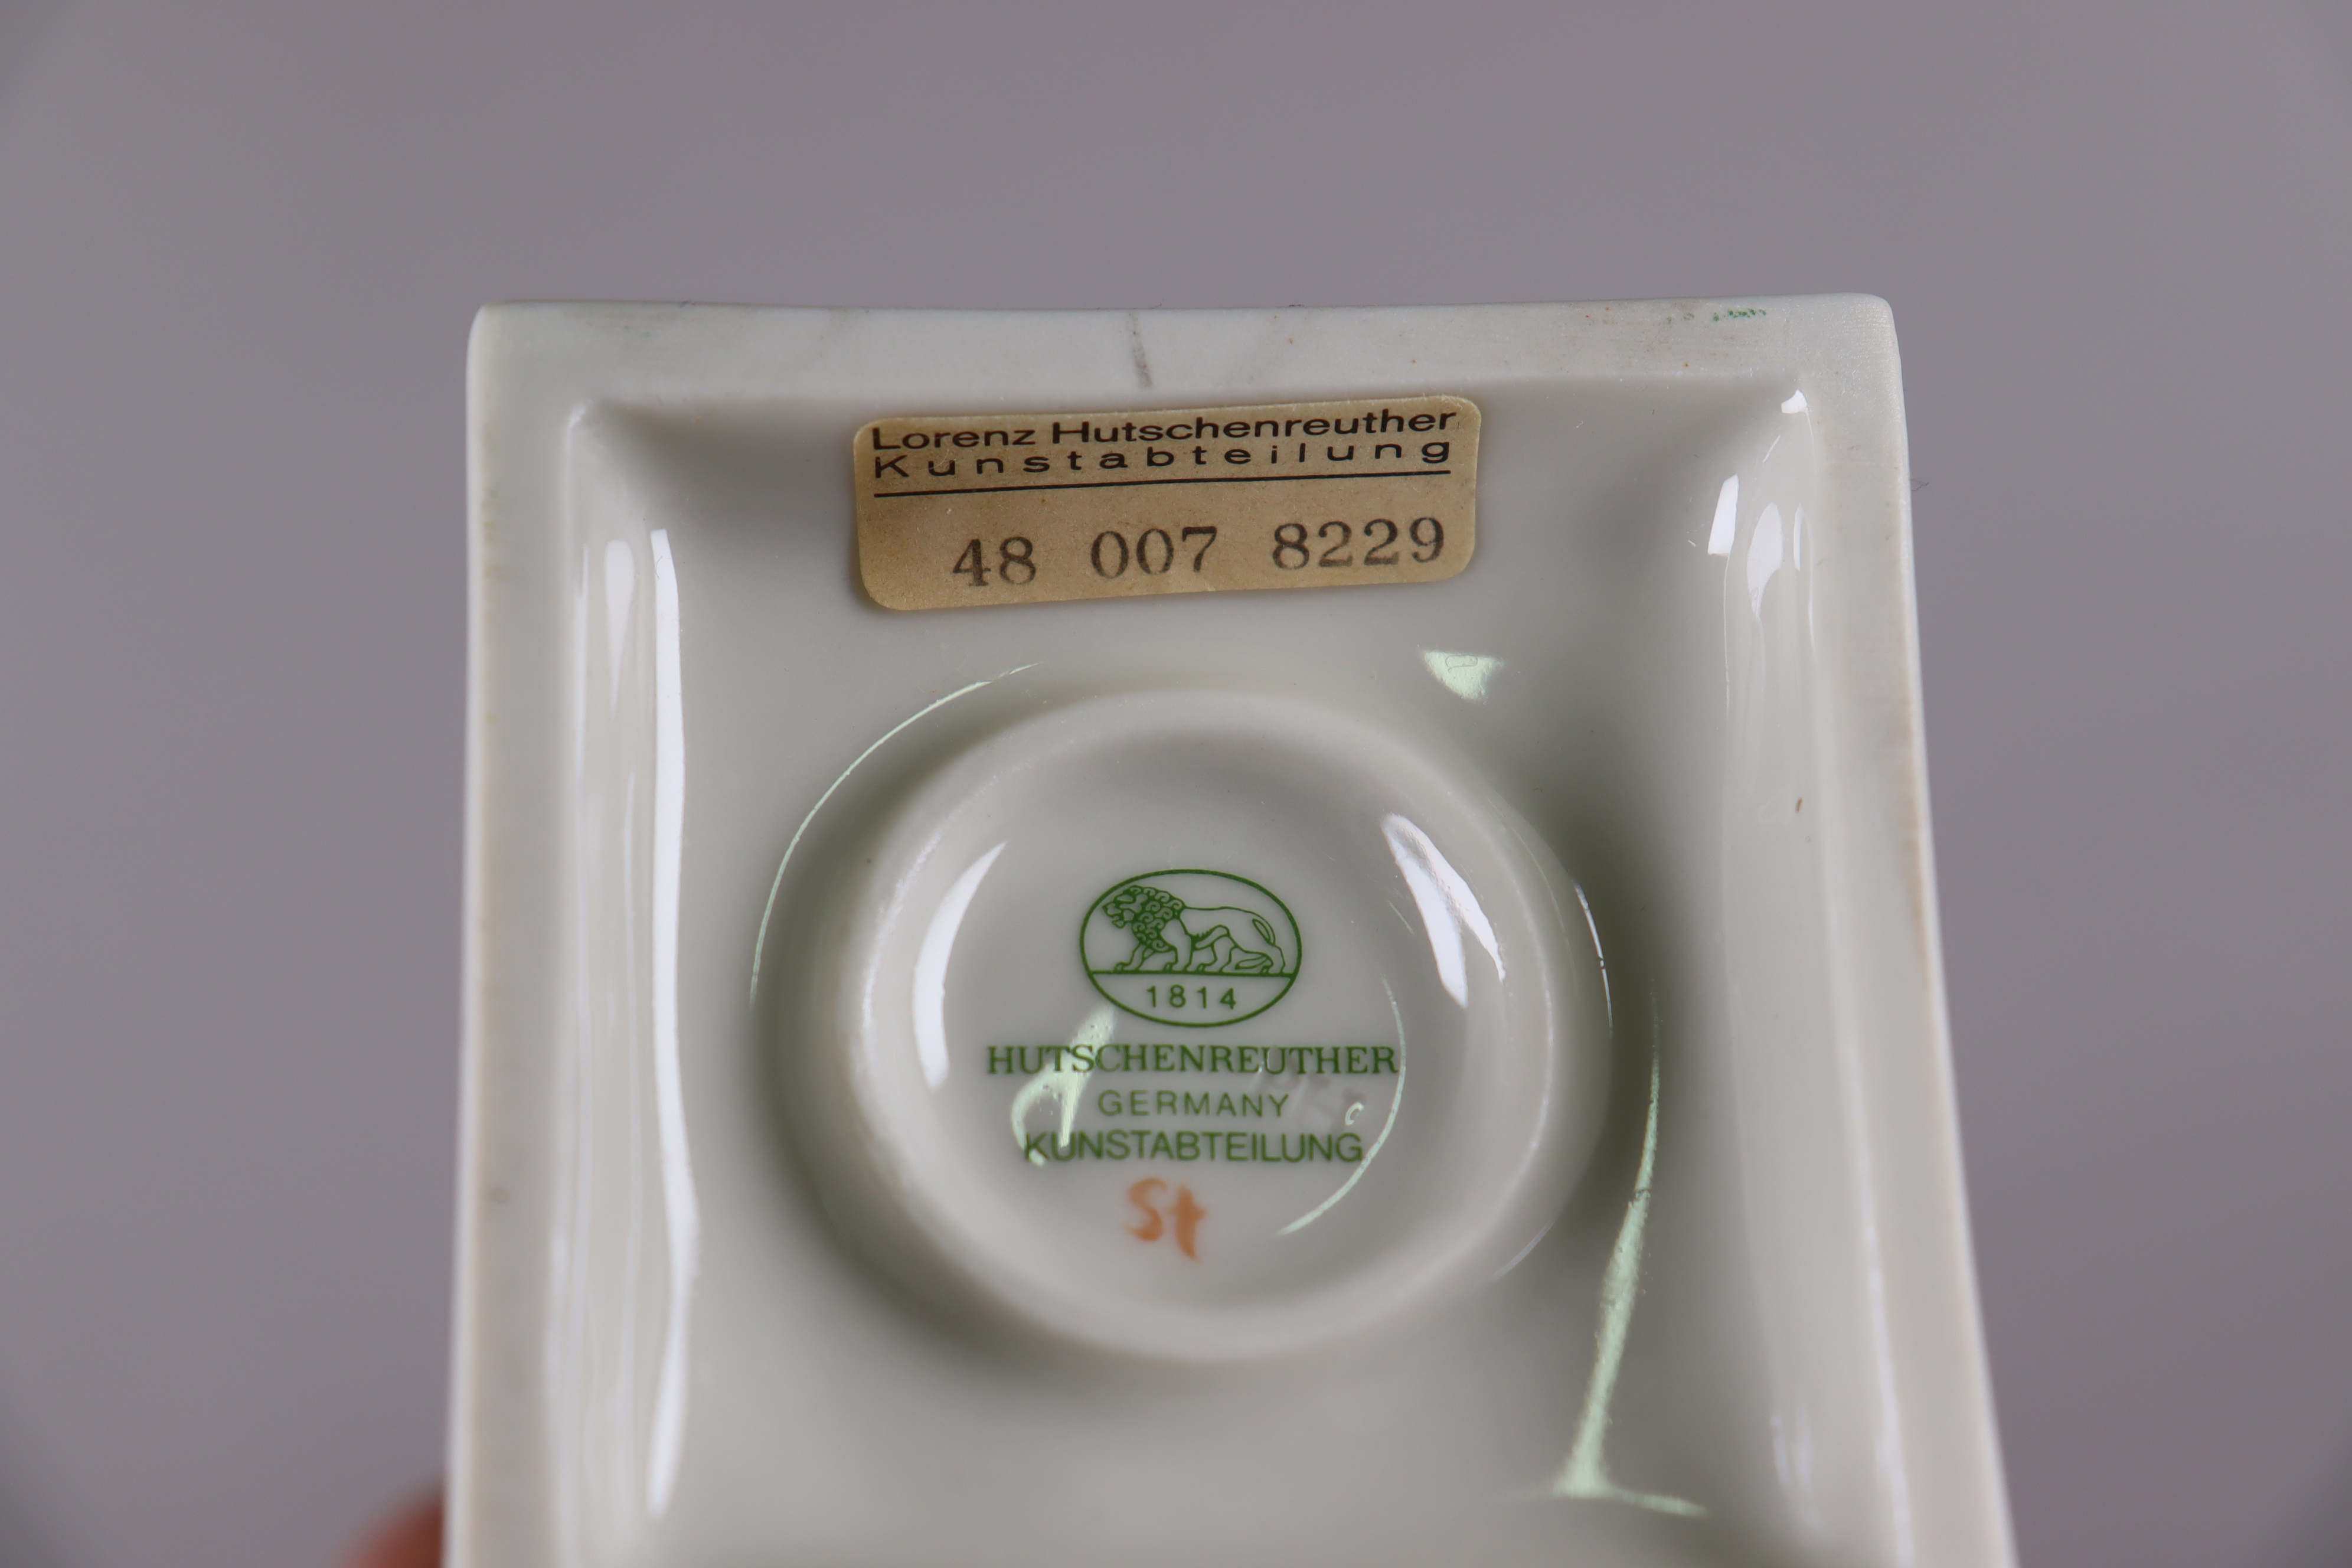 Lorenz Hutschenreuther
Kunstabteilung
48 007 8229
1814
HUTSCHENREUTHER
GERMANY
KUNSTABTEILUNG
St